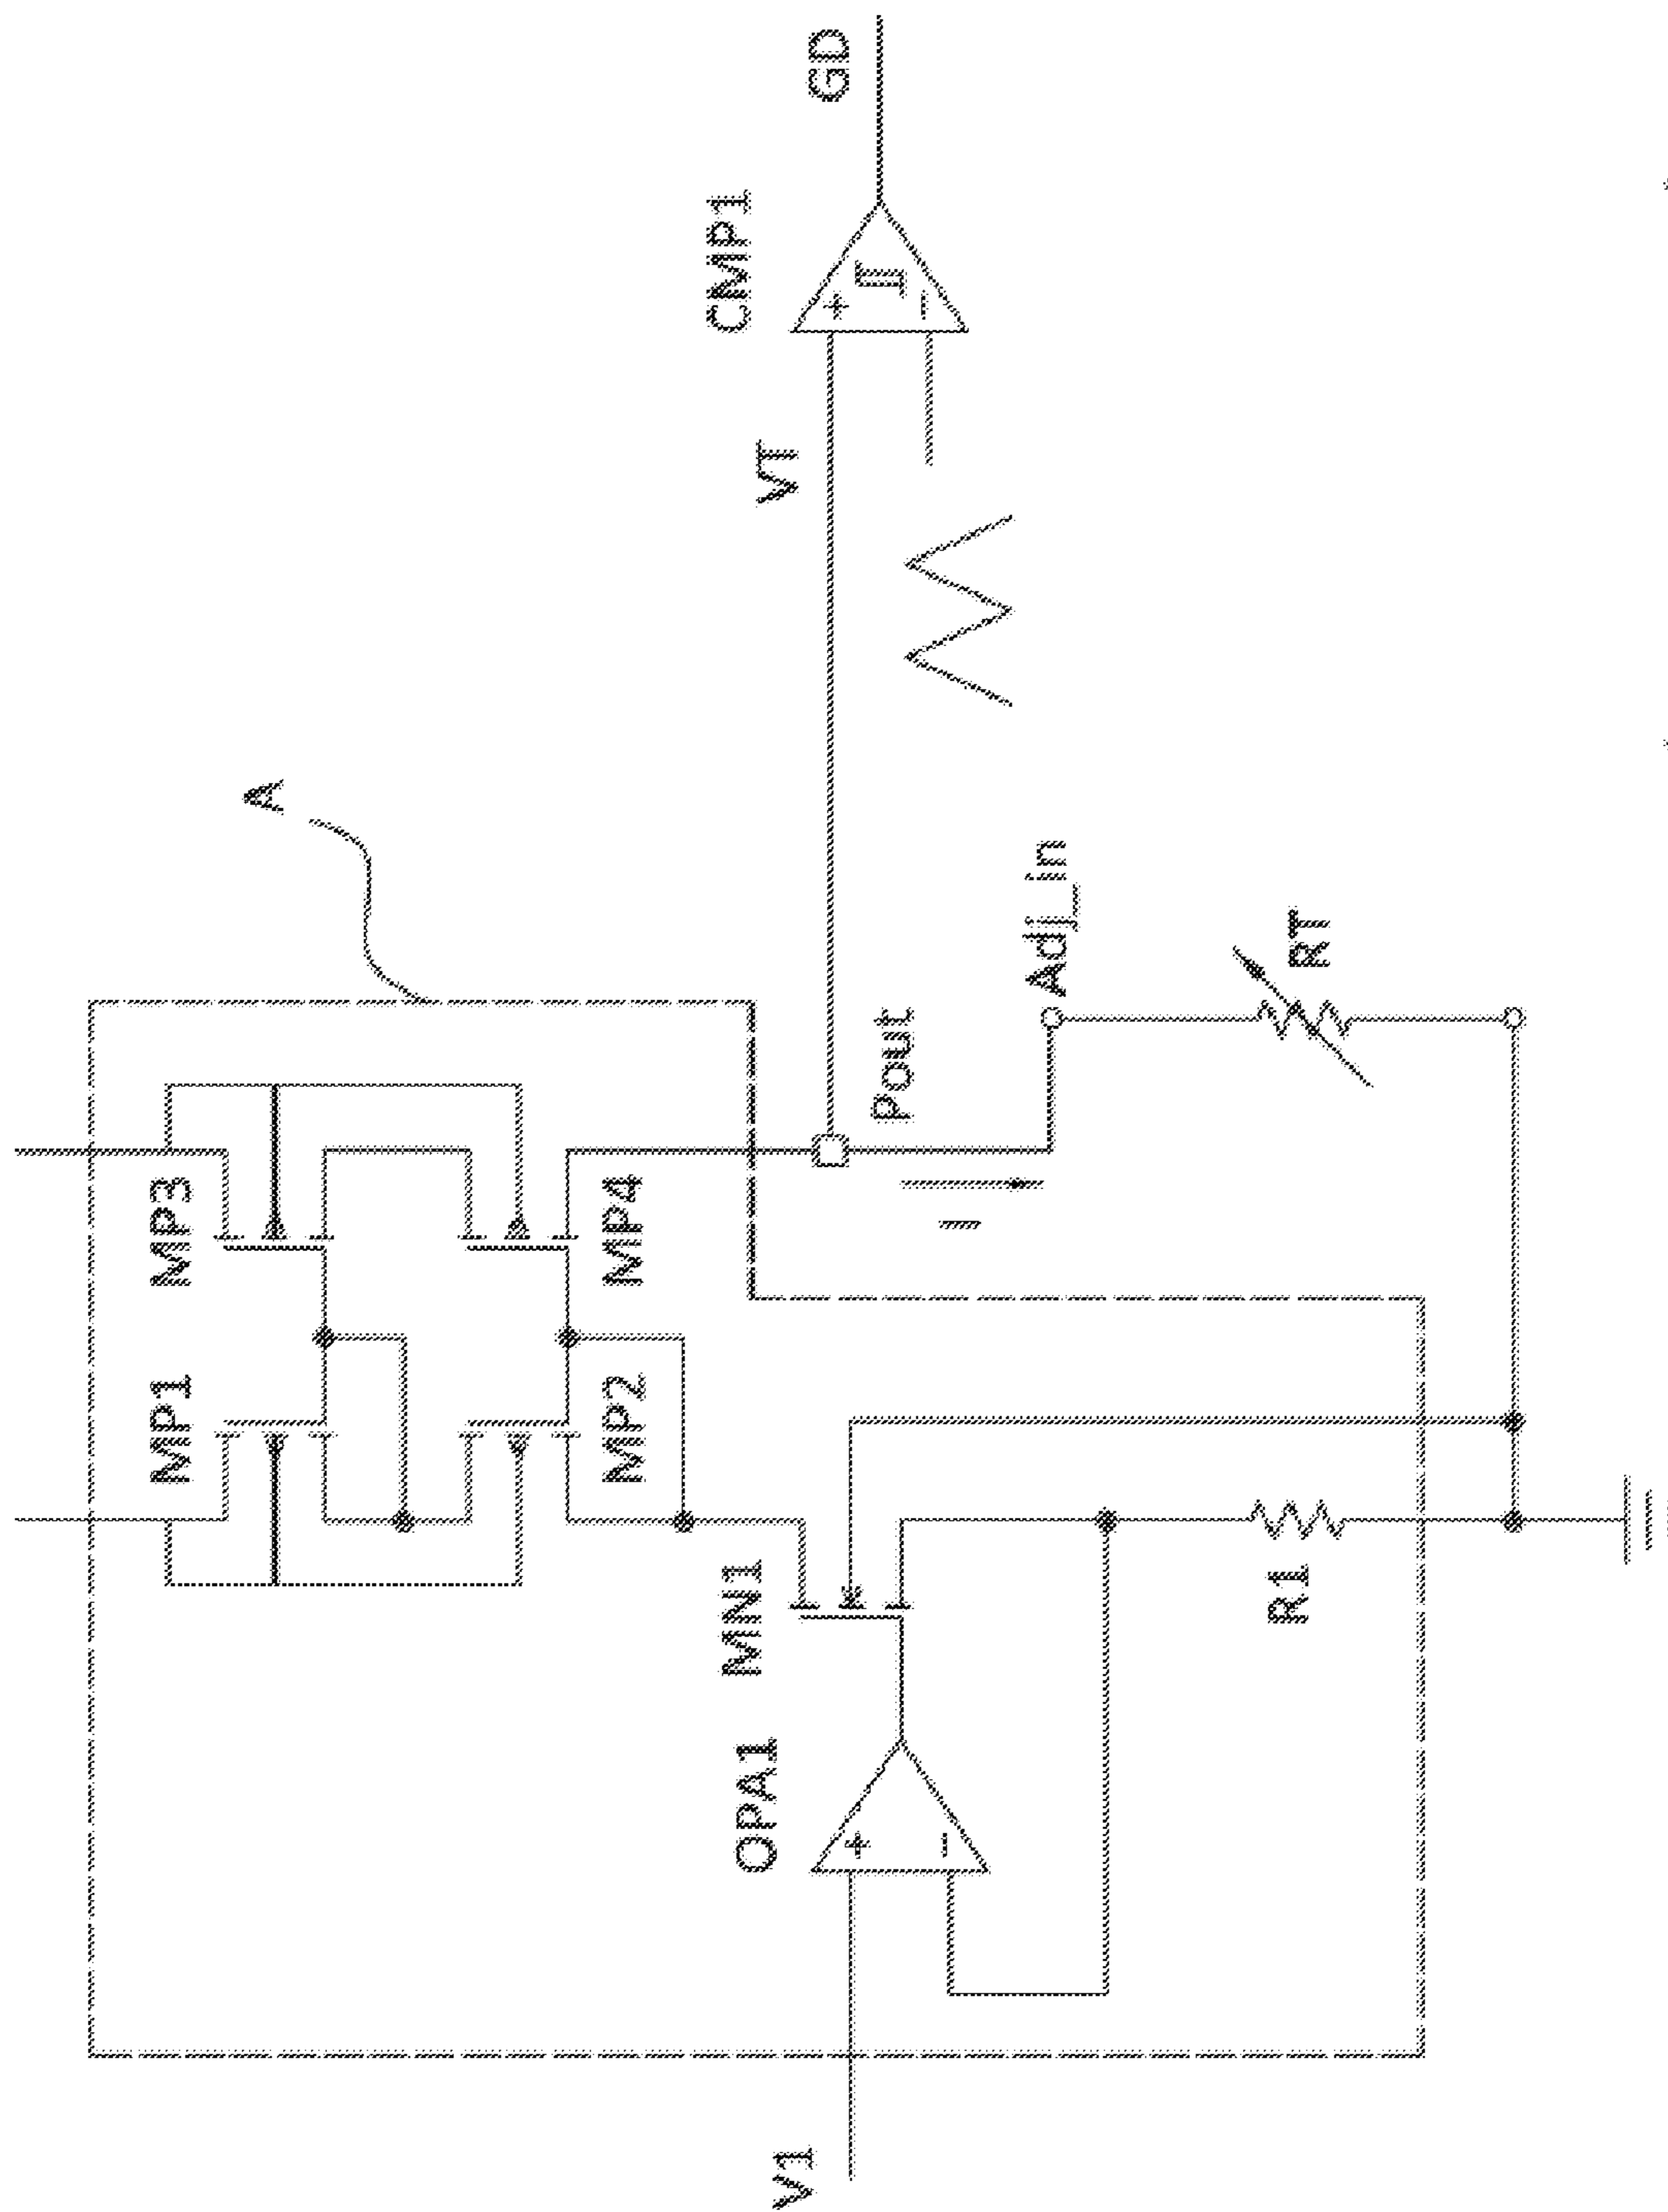 MP1
MP3
A
MP2
MP4
MN1
OPA1
+
-
V1
Pout
I
Adj_in
R1
RT
VT
CMP1
+
-
GD